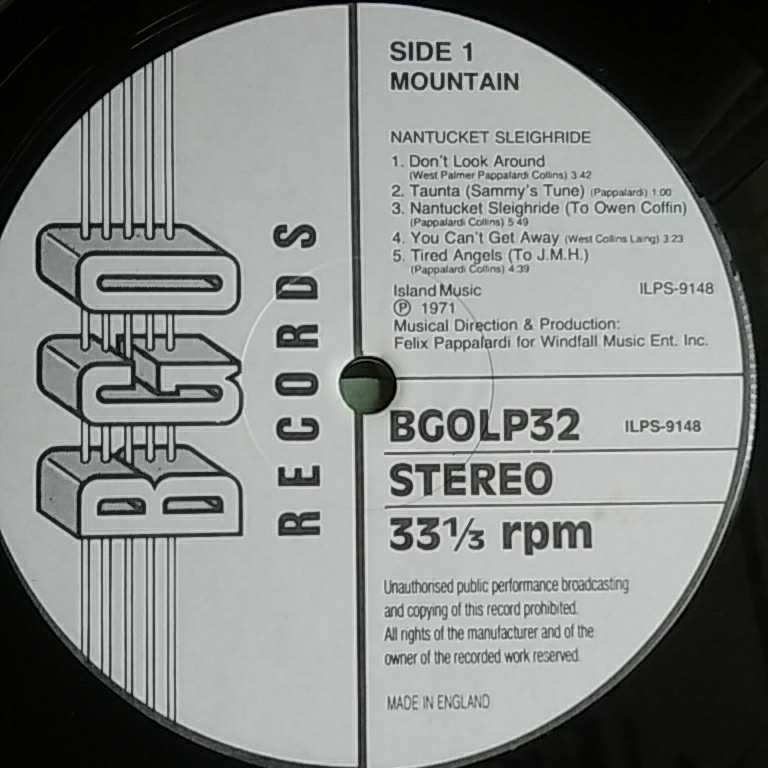 BGO
RECORDS
SIDE 1
MOUNTAIN
NANTUCKET SLEIGHRIDE
1. Don't Look Around
(West Palmer Pappalardi Collins) 3:42
2. Taunta (Sammy's Tune) (Pappalardi) 1:00
3. Nantucket Sleighride (To Owen Coffin)
(Pappalardi Collins) 5:49
4. You Can't Get Away (West Collins Laing) 3:23
5. Tired Angels (To J.M.H.)
(Pappalardi Collins) 4:39
Island Music ILPS-9148
Ⓟ 1971
Musical Direction & Production:
Felix Pappalardi for Windfall Music Ent. Inc.
BGOLP32 ILPS-9148
STEREO
33⅓ rpm
Unauthorised public performance broadcasting
and copying of this record prohibited.
All rights of the manufacturer and of the
owner of the recorded work reserved.
MADE IN ENGLAND